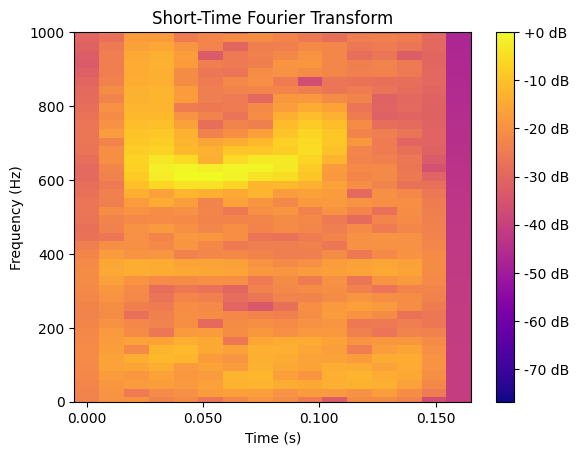 Short-Time Fourier Transform
1000
800
600
400
200
0
Frequency (Hz)
0.000
0.050
0.100
0.150
Time (s)
+0 dB
-10 dB
-20 dB
-30 dB
-40 dB
-50 dB
-60 dB
-70 dB